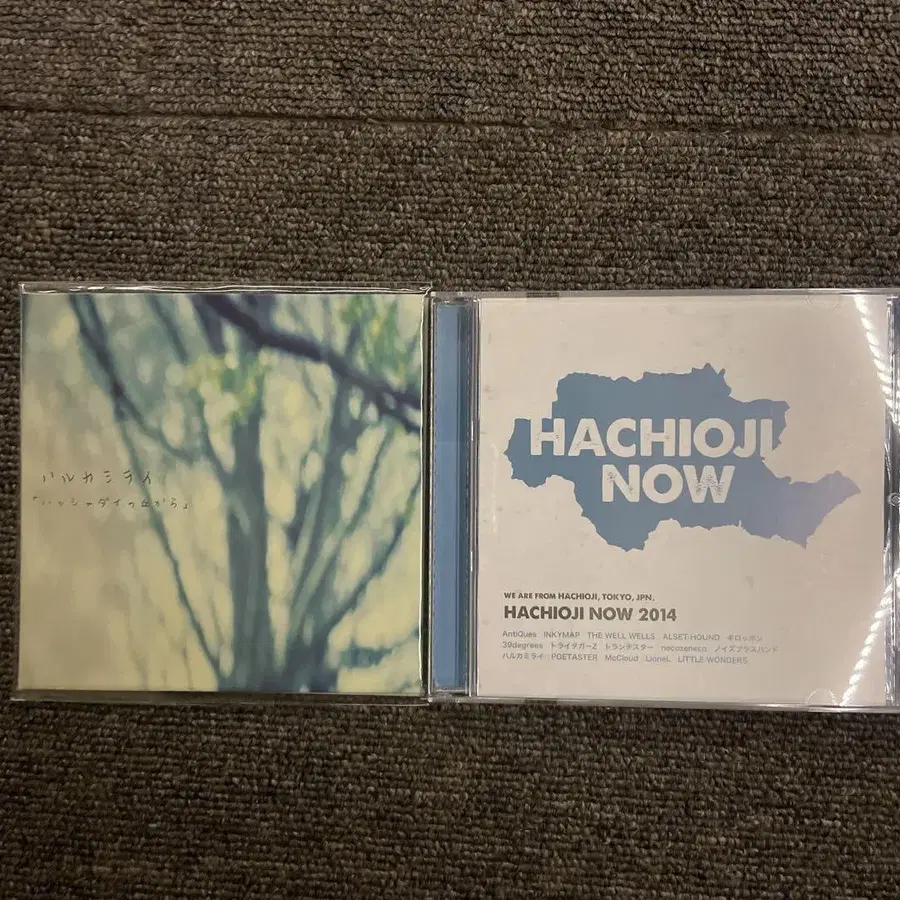 ハルカミライ
「ハッシャダイの丘から」
HACHIOJI
NOW
WE ARE FROM HACHIOJI, TOKYO, JPN.
HACHIOJI NOW 2014
AntiQues INKYMAP THE WELL WELLS ALSET-HOUND ギロッポン
39degrees トライタガーZ トランテスター necozeneco ノイズブラスバンド
ハルカミライ POETASTER McCloud LioneL LITTLE WONDERS